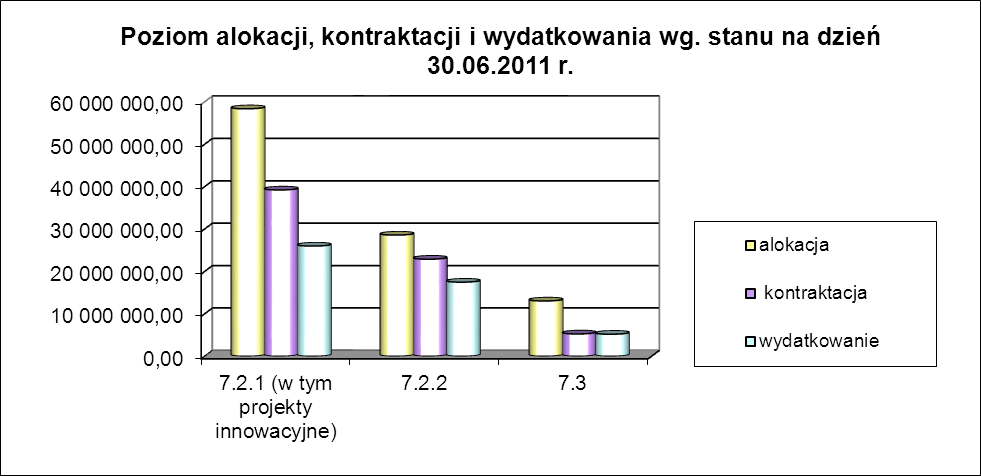 Poziom alokacji, kontraktacji i wydatkowania wg. stanu na dzień
30.06.2011 r.
60 000 000,00
50 000 000,00
40 000 000,00
30 000 000,00
20 000 000,00
10 000 000,00
0,00
7.2.1 (w tym
projekty
innowacyjne)
7.2.2
7.3
alokacja
kontraktacja
wydatkowanie